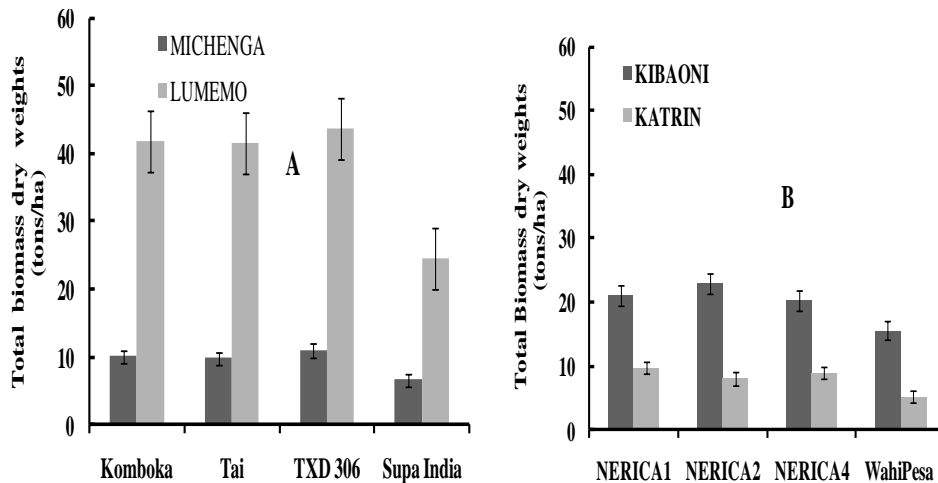 Total biomass dry weights
(tons/ha)
60
50
40
30
20
10
0
MICHENGA
LUMEMO
A
Komboka Tai TXD 306 Supa India
Total Biomass dry weights
(tons/ha)
60
50
40
30
20
10
0
KIBAONI
KATRIN
B
NERICA1 NERICA2 NERICA4 WahiPesa